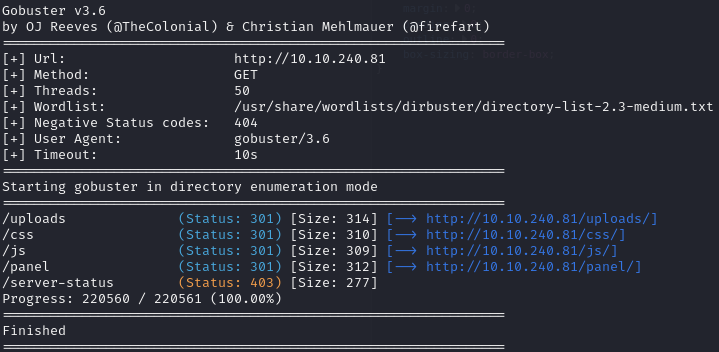 Gobuster v3.6
by OJ Reeves (@TheColonial) & Christian Mehlmauer (@firefart)
===============================================================
[+] Url:                     http://10.10.240.81
[+] Method:                  GET
[+] Threads:                 50
[+] Wordlist:                /usr/share/wordlists/dirbuster/directory-list-2.3-medium.txt
[+] Negative Status codes:   404
[+] User Agent:              gobuster/3.6
[+] Timeout:                 10s
===============================================================
Starting gobuster in directory enumeration mode
===============================================================
/uploads              (Status: 301) [Size: 314] [--> http://10.10.240.81/uploads/]
/css                  (Status: 301) [Size: 310] [--> http://10.10.240.81/css/]
/js                   (Status: 301) [Size: 309] [--> http://10.10.240.81/js/]
/panel                (Status: 301) [Size: 312] [--> http://10.10.240.81/panel/]
/server-status        (Status: 403) [Size: 277]
Progress: 220560 / 220561 (100.00%)
===============================================================
Finished
===============================================================